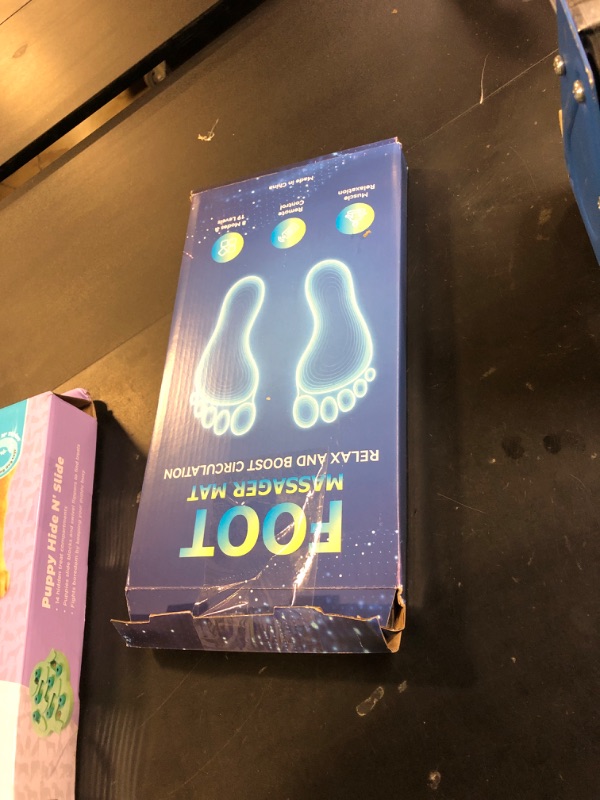 FOOT
MASSAGER MAT
RELAX AND BOOST CIRCULATION
8 Modes &
19 Levels
Remote
Control
Muscle
Relaxation
Made in China
Puppy Hide N' Slide